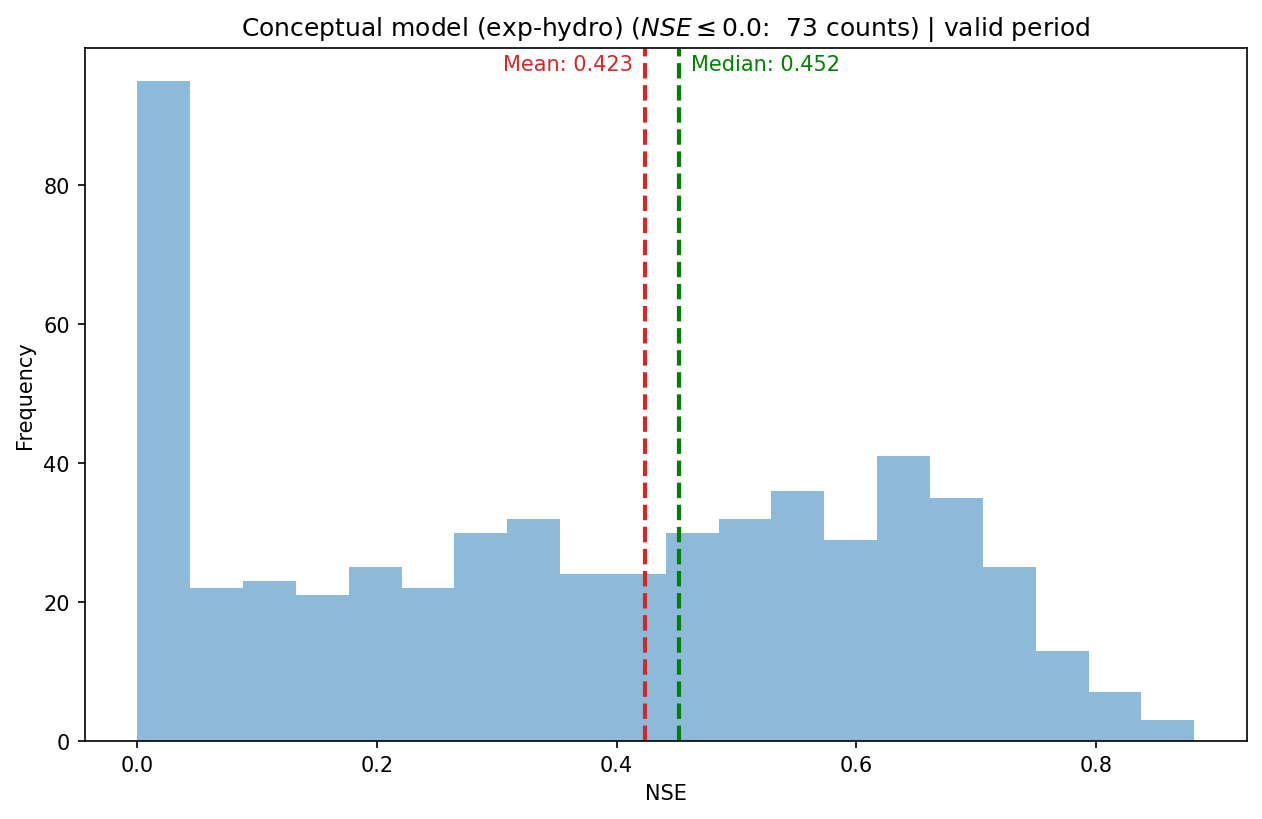 Conceptual model (exp-hydro) (NSE ≤ 0.0:  73 counts) | valid period
Mean: 0.423
Median: 0.452
Frequency
80
60
40
20
0
0.0
0.2
0.4
0.6
0.8
NSE